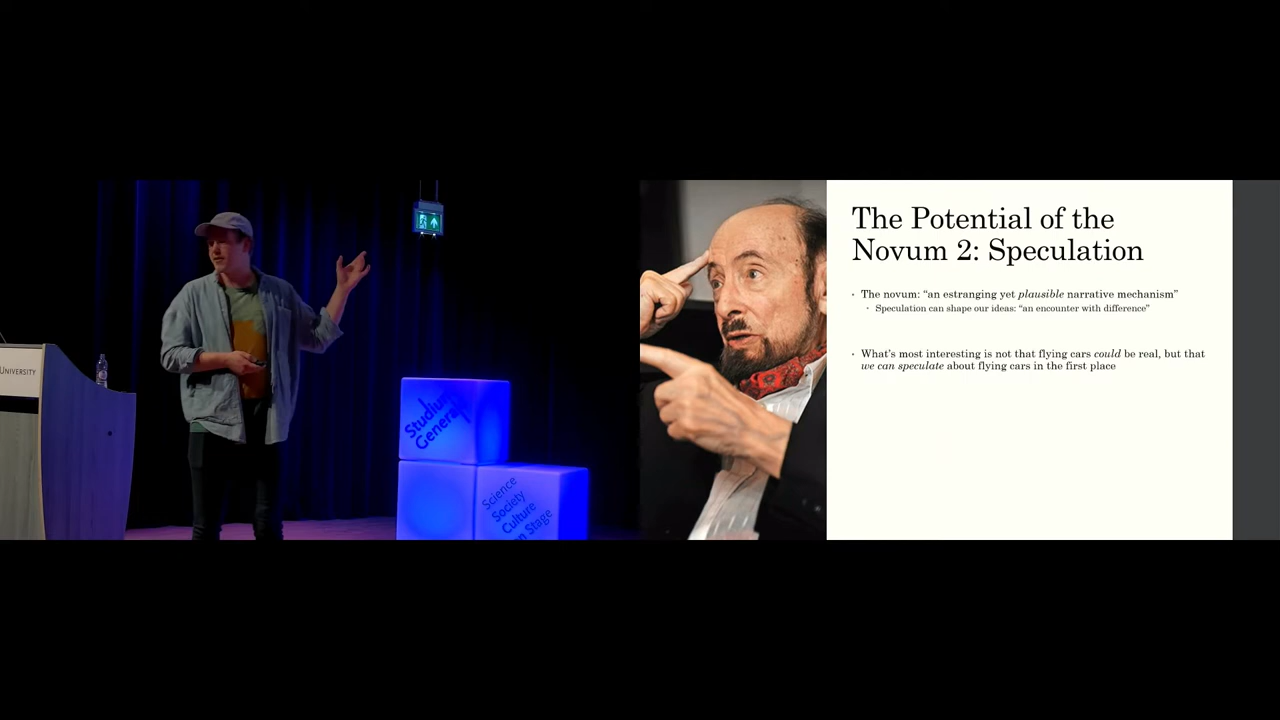 UNIVERSITY
Studium
Generale
Science
Society
Culture
on Stage
The Potential of the
Novum 2: Speculation
The novum: “an estranging yet plausible narrative mechanism”
Speculation can shape our ideas: “an encounter with difference”
What’s most interesting is not that flying cars could be real, but that
we can speculate about flying cars in the first place